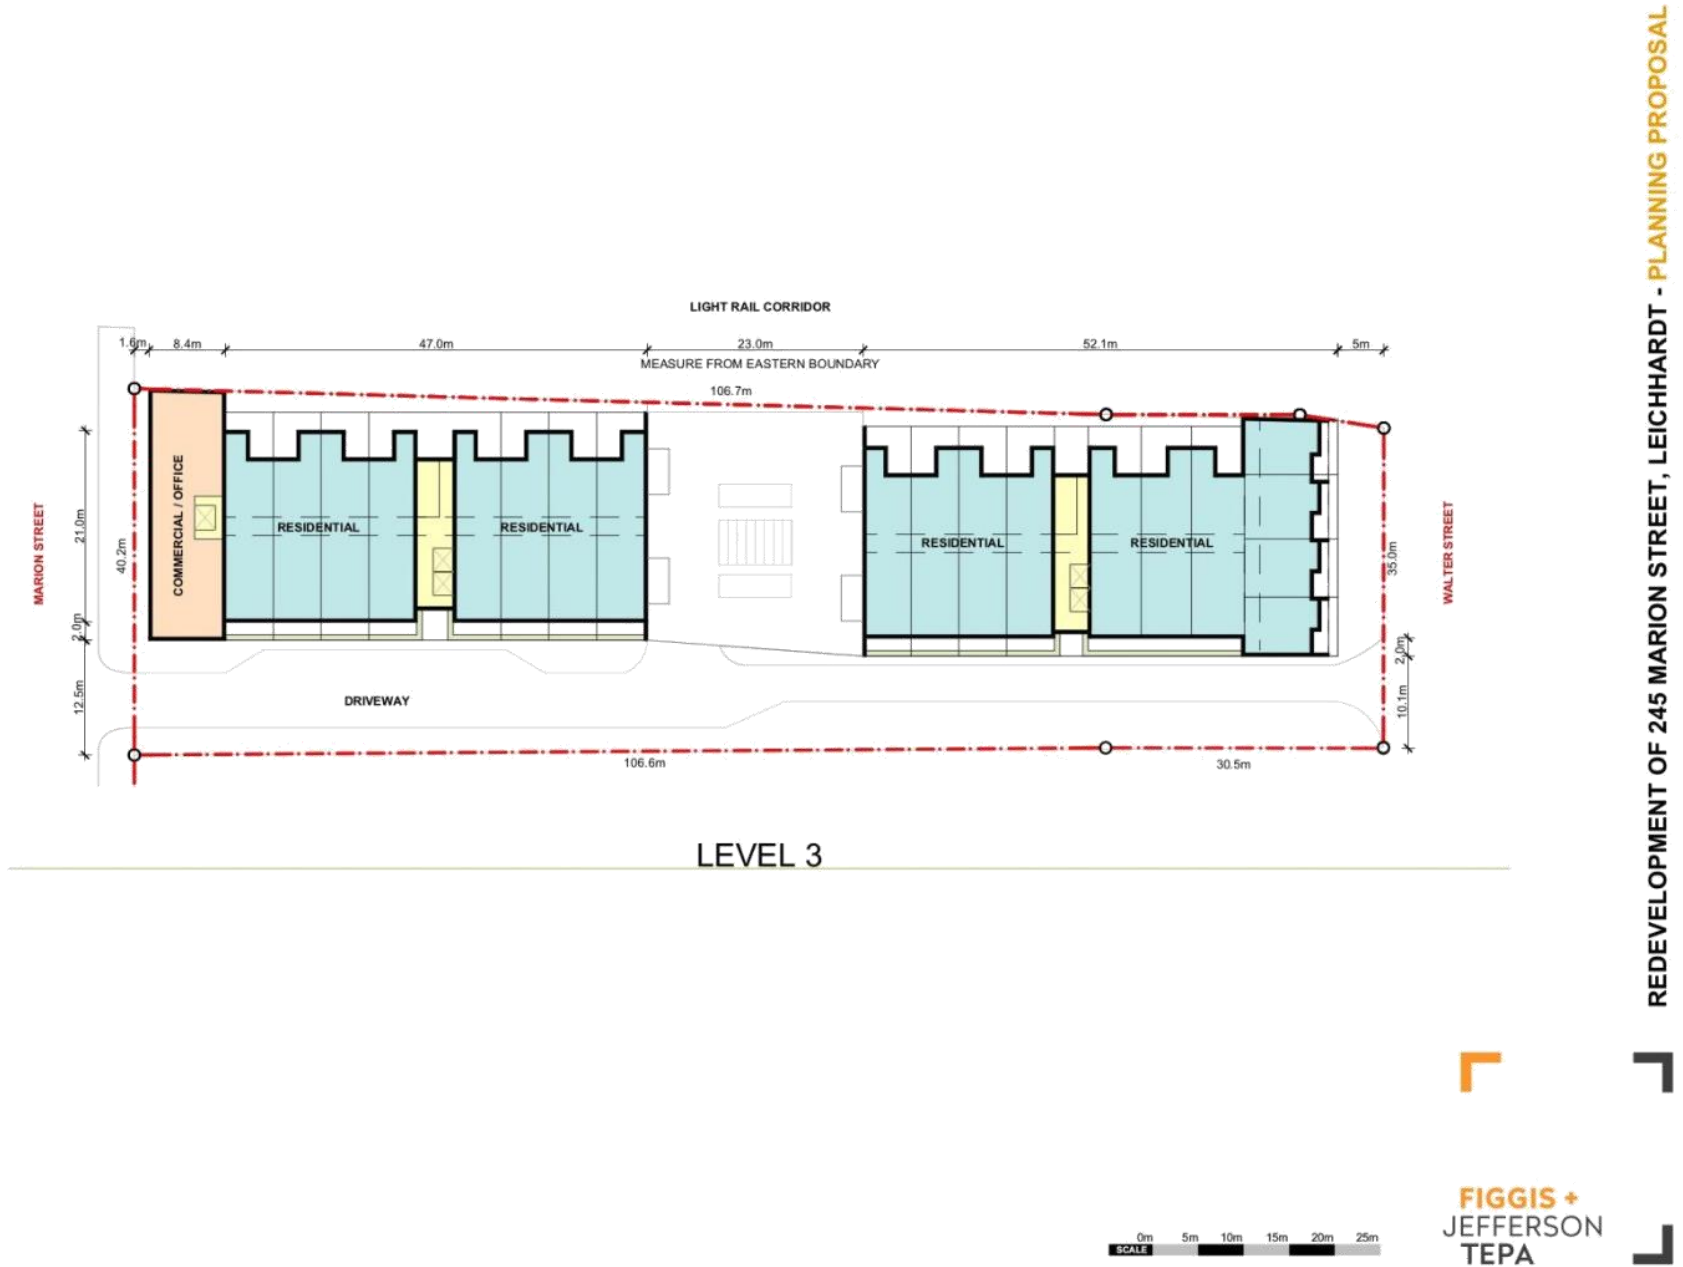 REDEVELOPMENT OF 245 MARION STREET, LEICHHARDT - PLANNING PROPOSAL
LIGHT RAIL CORRIDOR
1.6m 8.4m 47.0m 23.0m 52.1m 5m
MEASURE FROM EASTERN BOUNDARY
106.7m
MARION STREET
21.0m
40.2m
2.0m
12.5m
COMMERCIAL / OFFICE
RESIDENTIAL
RESIDENTIAL
RESIDENTIAL
RESIDENTIAL
35.0m
WALTER STREET
2.0m
10.1m
DRIVEWAY
106.6m
30.5m
LEVEL 3
0m 5m 10m 15m 20m 25m
SCALE
FIGGIS +
JEFFERSON
TEPA